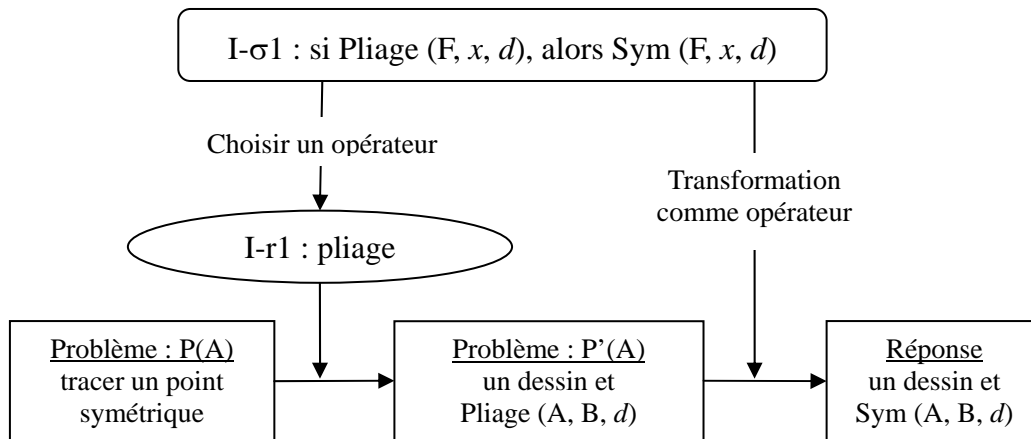 I-σ1 : si Pliage (F, x, d), alors Sym (F, x, d)
Choisir un opérateur
Transformation
comme opérateur
I-r1 : pliage
Problème : P(A)
tracer un point
symétrique
Problème : P’(A)
un dessin et
Pliage (A, B, d)
Réponse
un dessin et
Sym (A, B, d)